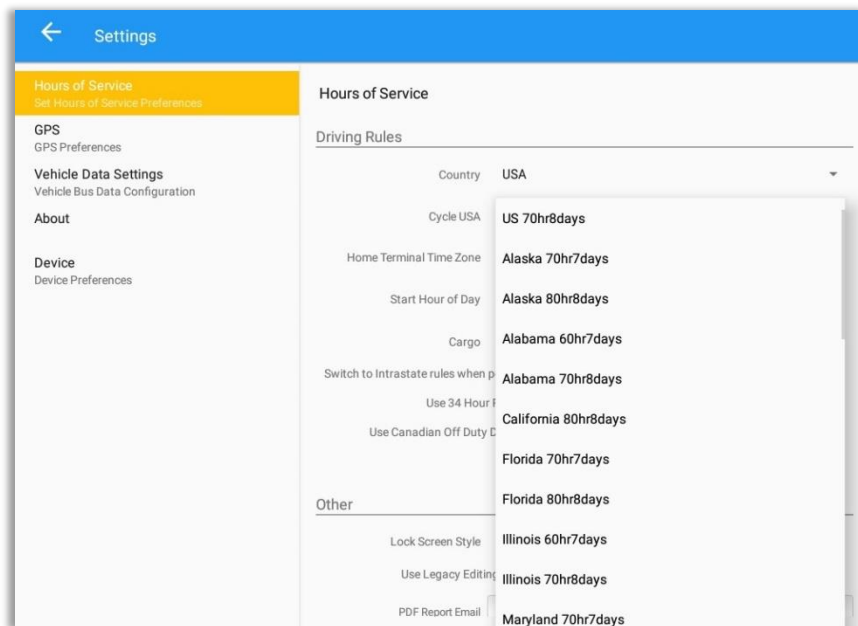 Settings
Hours of Service
Set Hours of Service Preferences
GPS
GPS Preferences
Vehicle Data Settings
Vehicle Bus Data Configuration
About
Device
Device Preferences
Hours of Service
Driving Rules
Country USA
Cycle USA
Home Terminal Time Zone
Start Hour of Day
Cargo
Switch to Intrastate rules when p
Use 34 Hour
Use Canadian Off Duty D
Other
Lock Screen Style
Use Legacy Editing
PDF Report Email
US 70hr8days
Alaska 70hr7days
Alaska 80hr8days
Alabama 60hr7days
Alabama 70hr8days
California 80hr8days
Florida 70hr7days
Florida 80hr8days
Illinois 60hr7days
Illinois 70hr8days
Maryland 70hr7days